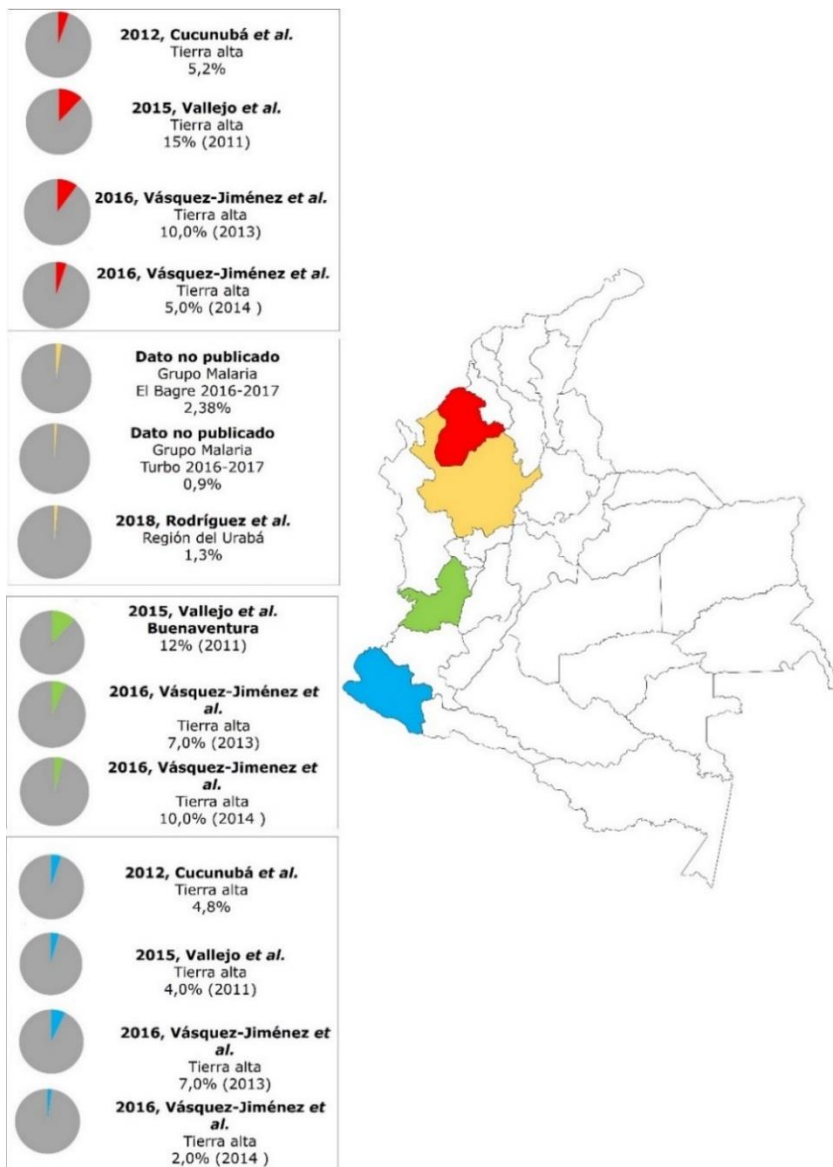 2012, Cucunubá et al.
Tierra alta
5,2%
2015, Vallejo et al.
Tierra alta
15% (2011)
2016, Vásquez-Jiménez et al.
Tierra alta
10,0% (2013)
2016, Vásquez-Jiménez et al.
Tierra alta
5,0% (2014 )
Dato no publicado
Grupo Malaria
El Bagre 2016-2017
2,38%
Dato no publicado
Grupo Malaria
Turbo 2016-2017
0,9%
2018, Rodríguez et al.
Región del Urabá
1,3%
2015, Vallejo et al.
Buenaventura
12% (2011)
2016, Vásquez-Jiménez et
al.
Tierra alta
7,0% (2013)
2016, Vásquez-Jimenez et
al.
Tierra alta
10,0% (2014 )
2012, Cucunubá et al.
Tierra alta
4,8%
2015, Vallejo et al.
Tierra alta
4,0% (2011)
2016, Vásquez-Jiménez et
al.
Tierra alta
7,0% (2013)
2016, Vásquez-Jiménez et
al.
Tierra alta
2,0% (2014 )